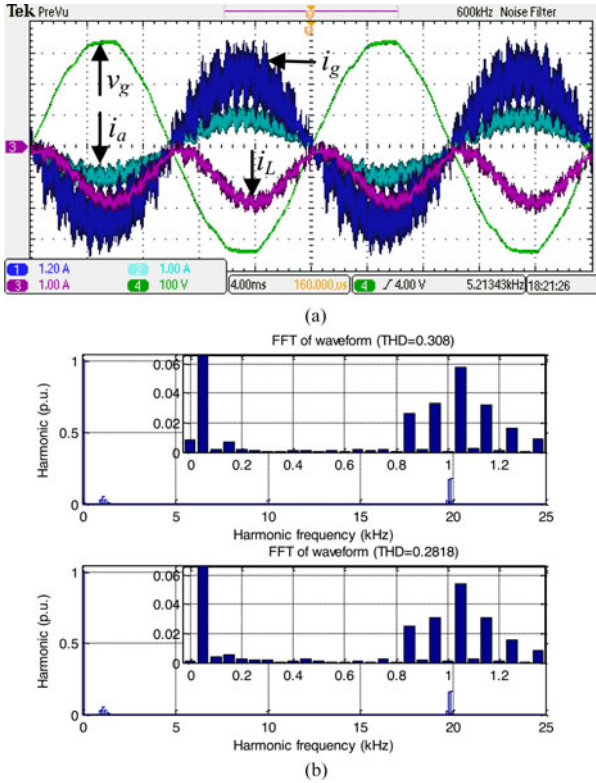 Tek PreVu 600kHz Noise Filter
i_g
v_g
i_a
i_L
3
1 1.20 A 2 1.00 A
3 1.00 A 4 100 V 4.00ms 160.000us 4 4.00 V 5.21343kHz 18:21:26
(a)
FFT of waveform (THD=0.308)
Harmonic (p.u.)
1
0.5
0
0.06
0.04
0.02
0
0 0.2 0.4 0.6 0.8 1 1.2
0 5 10 15 20 25
Harmonic frequency (kHz)
FFT of waveform (THD=0.2818)
Harmonic (p.u.)
1
0.5
0
0.06
0.04
0.02
0
0 0.2 0.4 0.6 0.8 1 1.2
0 5 10 15 20 25
Harmonic frequency (kHz)
(b)